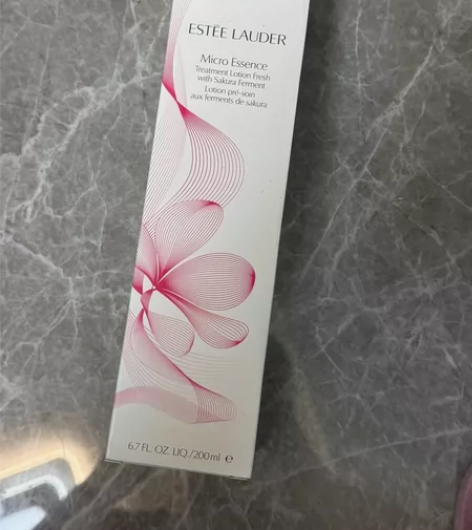 ESTĒE LAUDER
Micro Essence
Treatment Lotion Fresh
with Sakura Ferment
Lotion pré-soin
aux ferments de sakura
6.7 FL. OZ. LIQ./200ml ℮